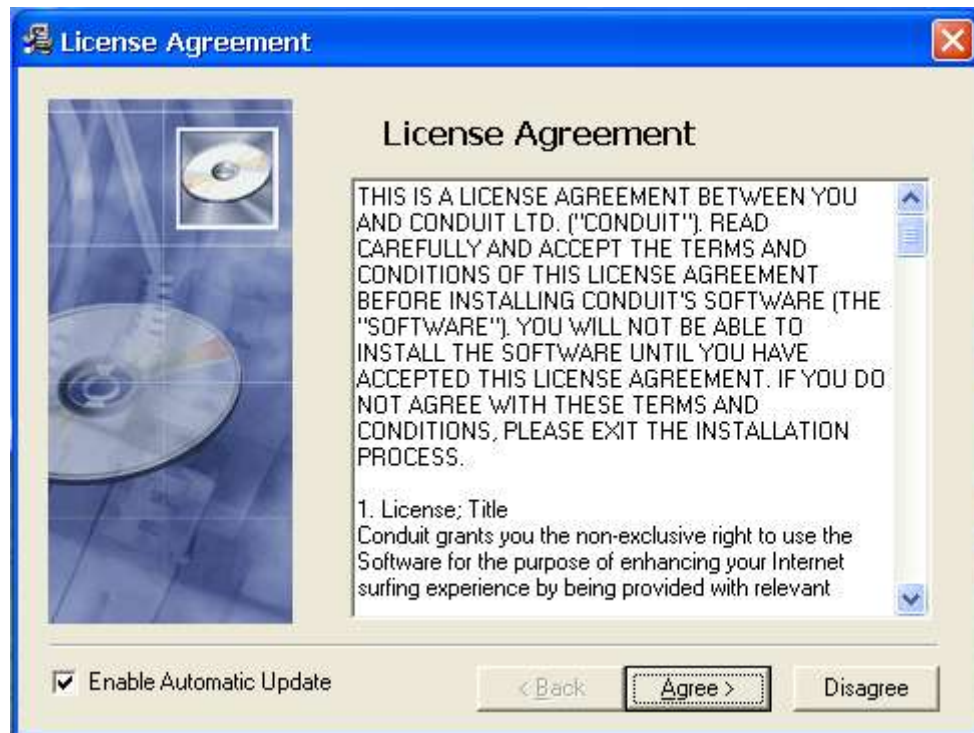 License Agreement
License Agreement
THIS IS A LICENSE AGREEMENT BETWEEN YOU
AND CONDUIT LTD. ("CONDUIT"). READ
CAREFULLY AND ACCEPT THE TERMS AND
CONDITIONS OF THIS LICENSE AGREEMENT
BEFORE INSTALLING CONDUIT'S SOFTWARE (THE
"SOFTWARE"). YOU WILL NOT BE ABLE TO
INSTALL THE SOFTWARE UNTIL YOU HAVE
ACCEPTED THIS LICENSE AGREEMENT. IF YOU DO
NOT AGREE WITH THESE TERMS AND
CONDITIONS, PLEASE EXIT THE INSTALLATION
PROCESS.
1. License; Title
Conduit grants you the non-exclusive right to use the
Software for the purpose of enhancing your Internet
surfing experience by being provided with relevant
Enable Automatic Update
< Back
Agree >
Disagree